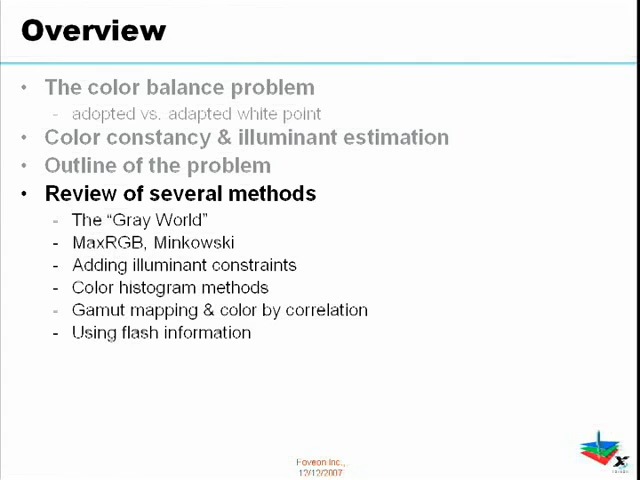 Overview
• The color balance problem
- adopted vs. adapted white point
• Color constancy & illuminant estimation
• Outline of the problem
• Review of several methods
- The “Gray World”
- MaxRGB, Minkowski
- Adding illuminant constraints
- Color histogram methods
- Gamut mapping & color by correlation
- Using flash information
Foveon Inc.,
12/12/2007